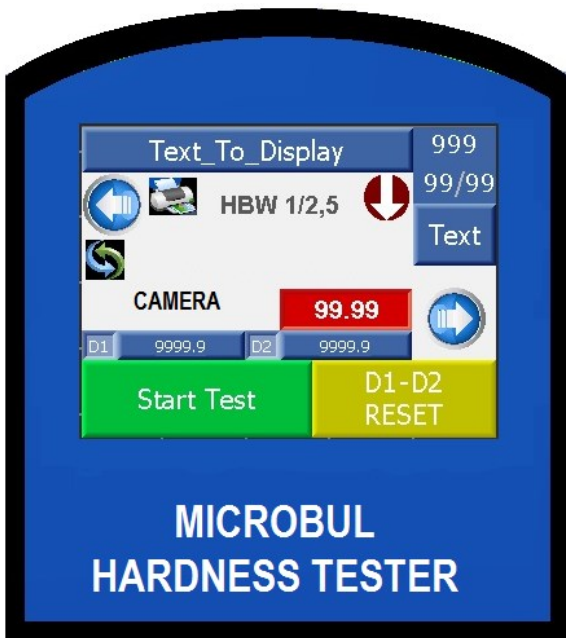 Text_To_Display
999
99/99
HBW 1/2,5
Text
CAMERA
99.99
D1 9999.9 D2 9999.9
Start Test
D1-D2
RESET
MICROBUL
HARDNESS TESTER